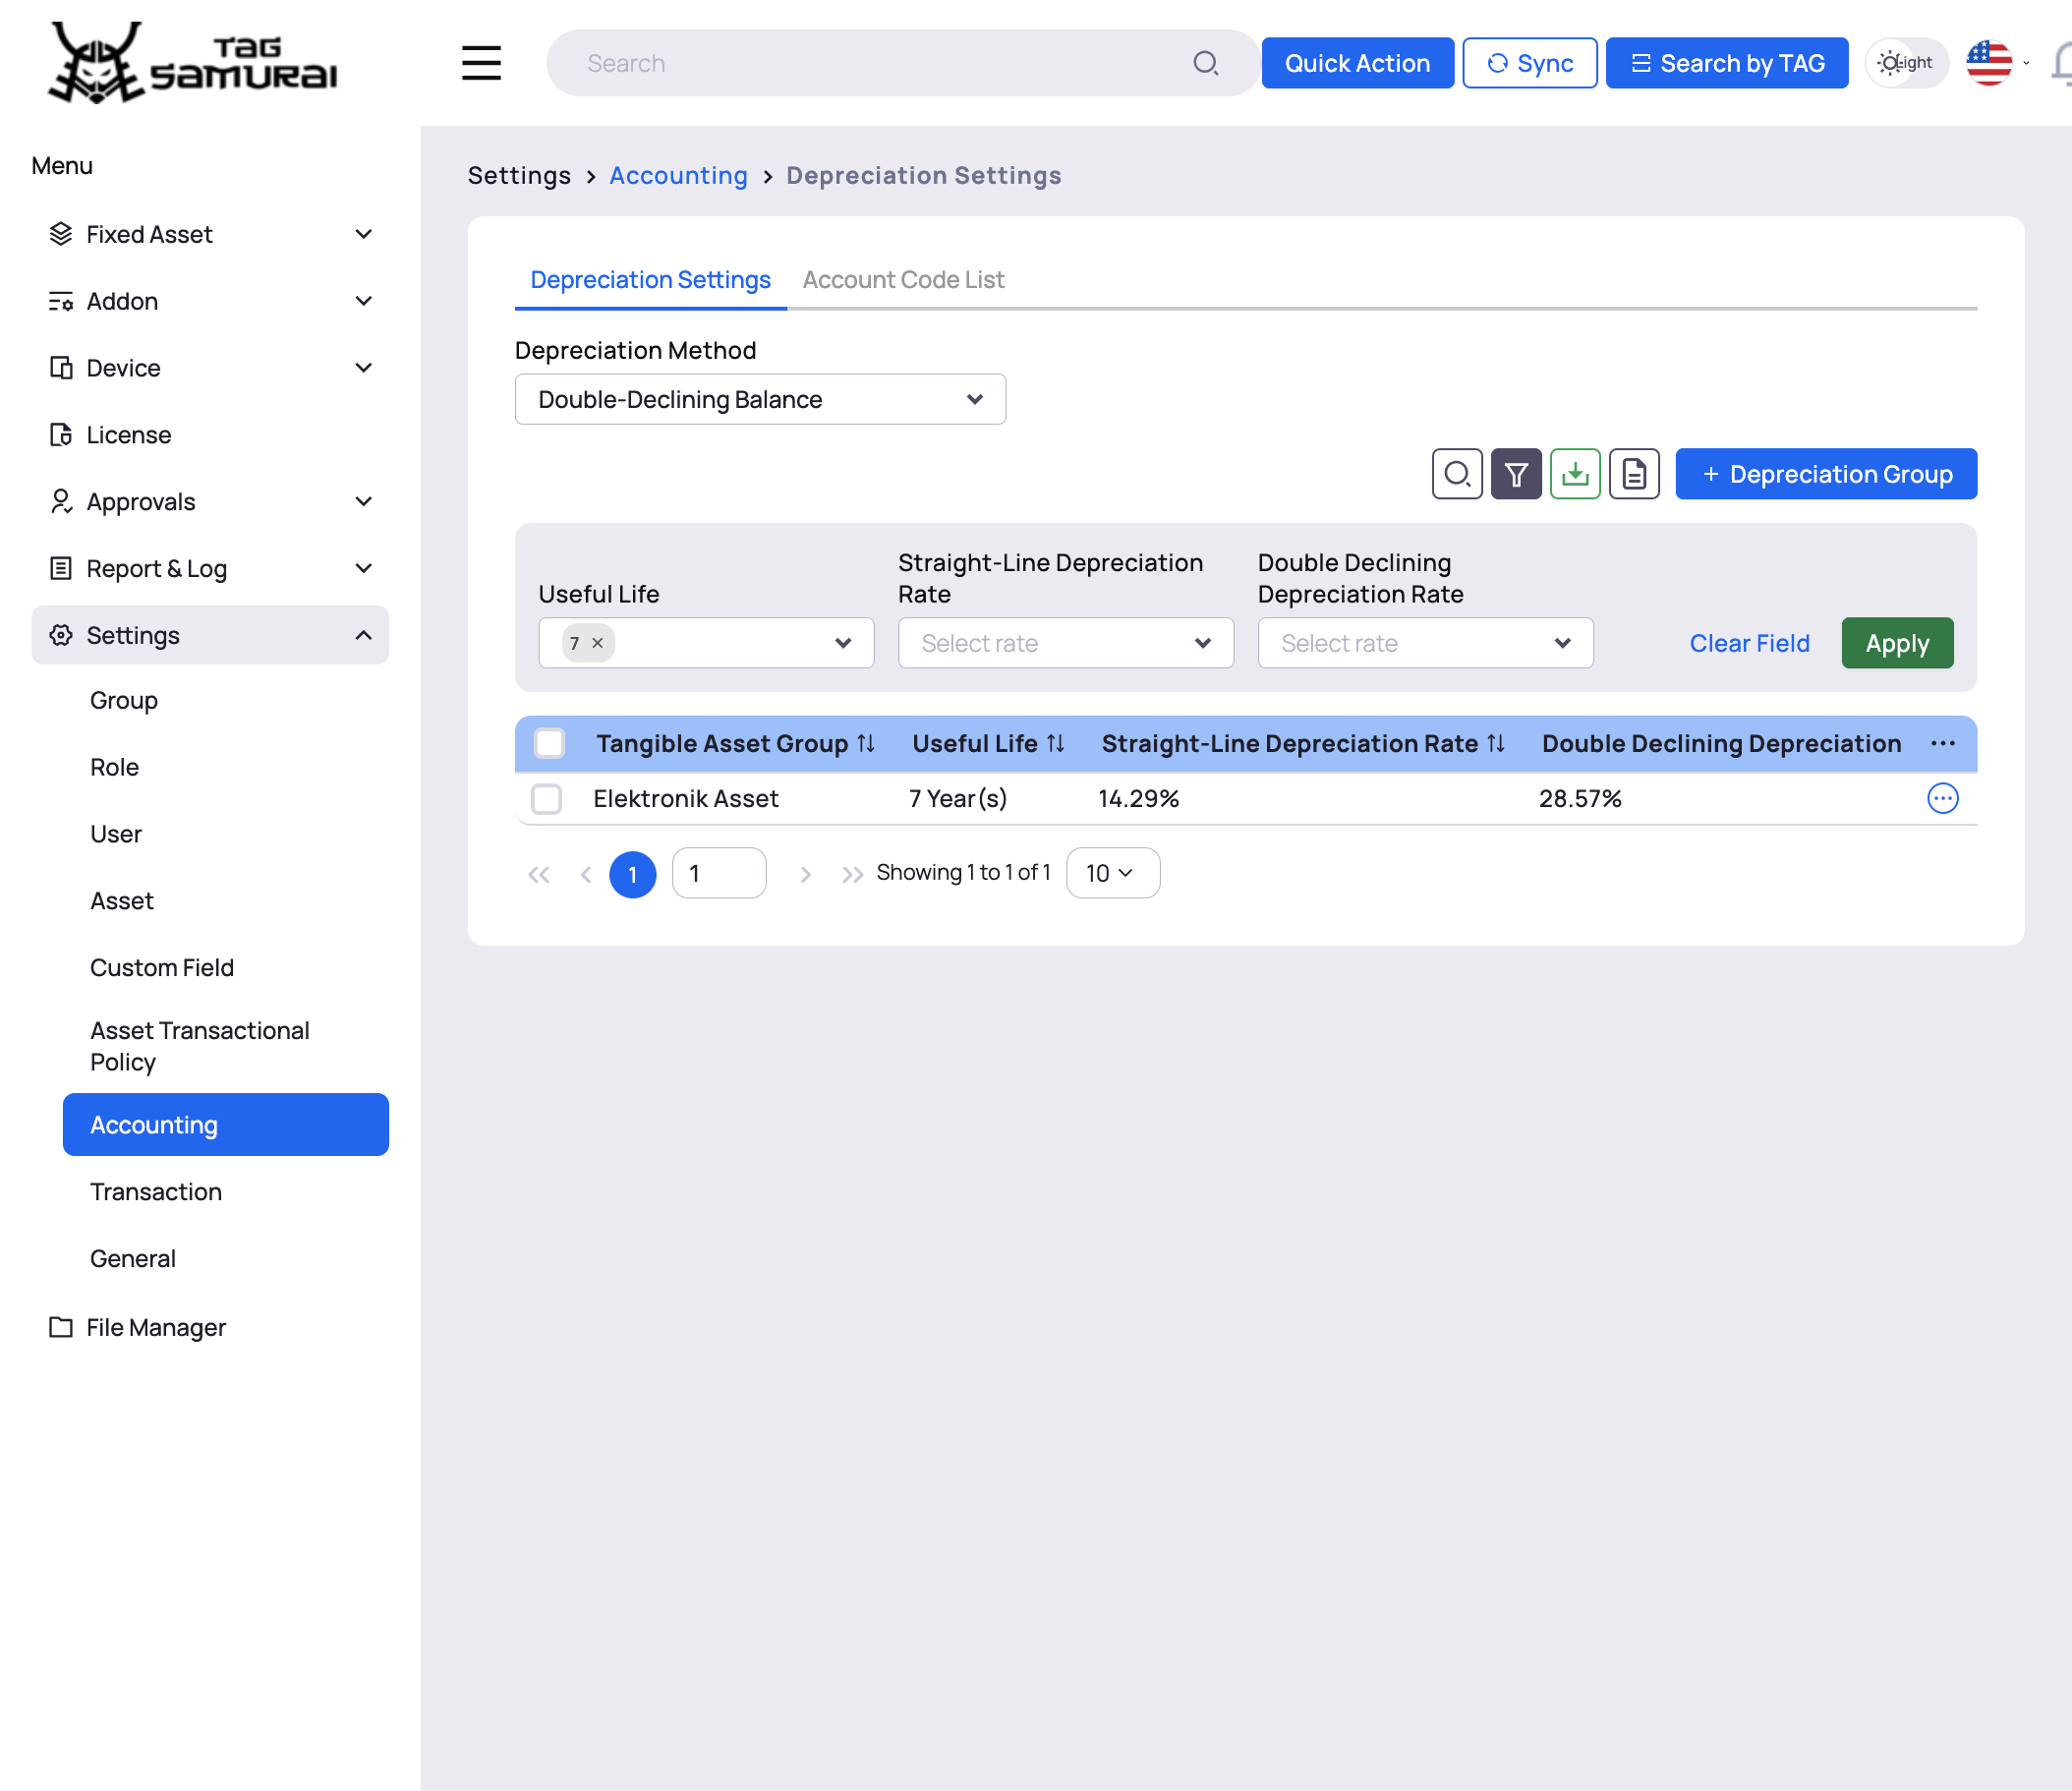 TAG
SAMURAI
Search
Quick Action
Sync
Search by TAG
Light
Menu
Fixed Asset
Addon
Device
License
Approvals
Report & Log
Settings
Group
Role
User
Asset
Custom Field
Asset Transactional
Policy
Accounting
Transaction
General
File Manager
Settings > Accounting > Depreciation Settings
Depreciation Settings
Account Code List
Depreciation Method
Double-Declining Balance
+ Depreciation Group
Useful Life
7 ×
Straight-Line Depreciation
Rate
Select rate
Double Declining
Depreciation Rate
Select rate
Clear Field
Apply
Tangible Asset Group Useful Life Straight-Line Depreciation Rate Double Declining Depreciation ...
Elektronik Asset 7 Year(s) 14.29% 28.57%
1 1 Showing 1 to 1 of 1 10